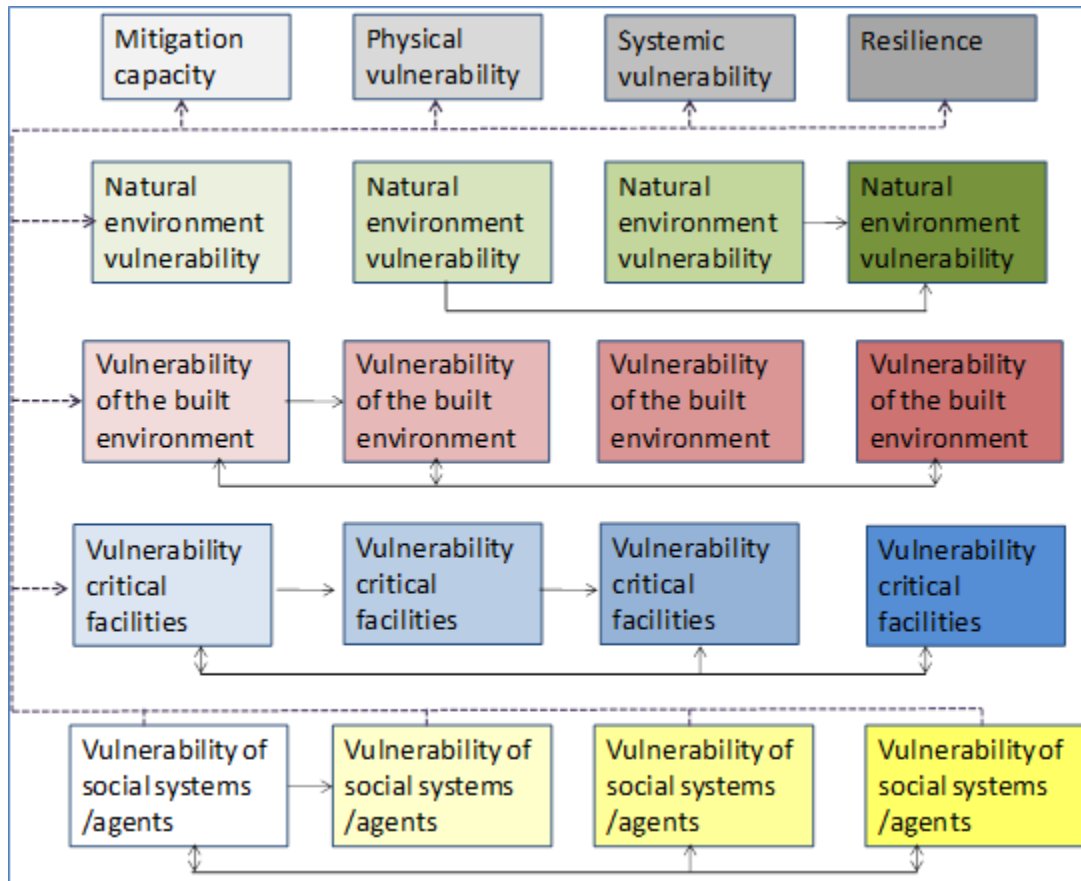 Mitigation
capacity
Physical
vulnerability
Systemic
vulnerability
Resilience
Natural
environment
vulnerability
Natural
environment
vulnerability
Natural
environment
vulnerability
Natural
environment
vulnerability
Vulnerability
of the built
environment
Vulnerability
of the built
environment
Vulnerability
of the built
environment
Vulnerability
of the built
environment
Vulnerability
critical
facilities
Vulnerability
critical
facilities
Vulnerability
critical
facilities
Vulnerability
critical
facilities
Vulnerability of
social systems
/agents
Vulnerability of
social systems
/agents
Vulnerability of
social systems
/agents
Vulnerability of
social systems
/agents